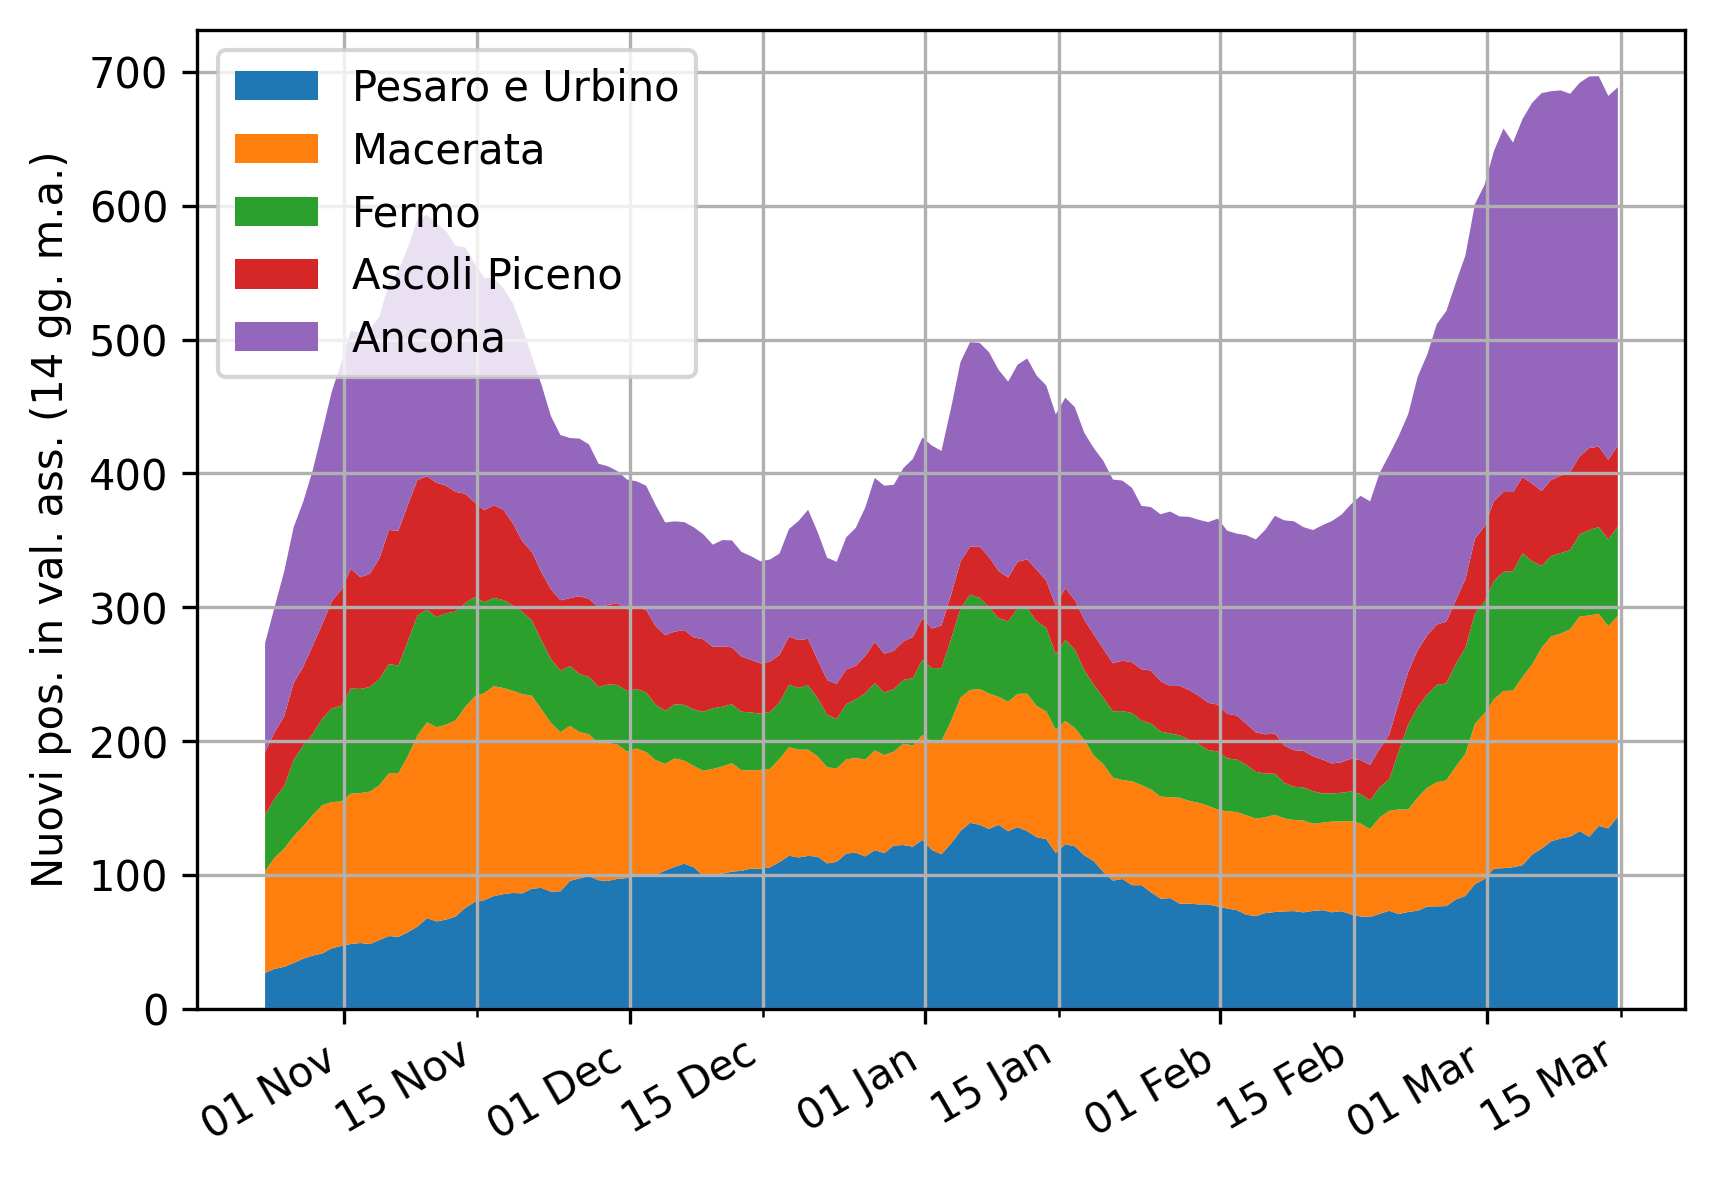 Nuovi pos. in val. ass. (14 gg. m.a.)
700
600
500
400
300
200
100
0
Pesaro e Urbino
Macerata
Fermo
Ascoli Piceno
Ancona
01 Nov
15 Nov
01 Dec
15 Dec
01 Jan
15 Jan
01 Feb
15 Feb
01 Mar
15 Mar